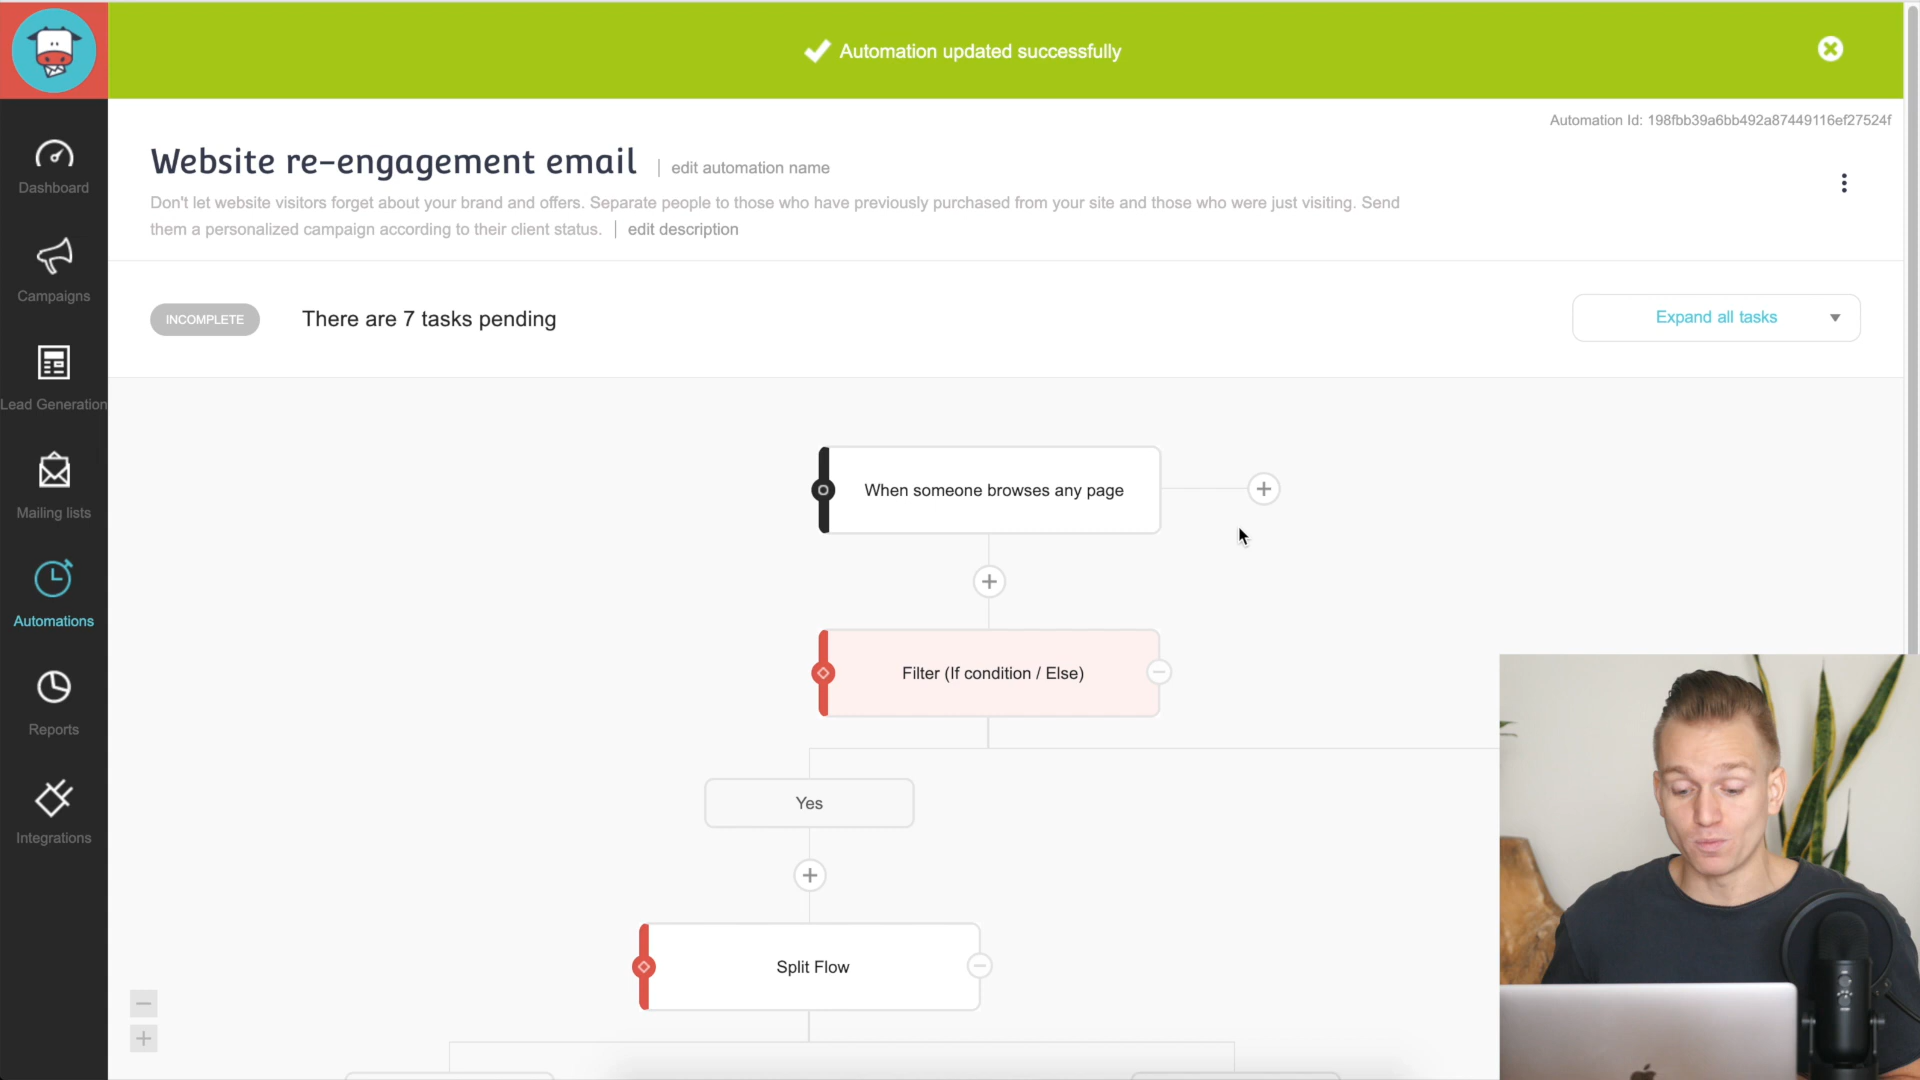 Automation updated successfully
Automation Id: 198fbb39a6bb492a87449116ef27524f
Website re-engagement email | edit automation name
Don't let website visitors forget about your brand and offers. Separate people to those who have previously purchased from your site and those who were just visiting. Send
them a personalized campaign according to their client status. | edit description
INCOMPLETE
There are 7 tasks pending
Expand all tasks
Dashboard
Campaigns
Lead Generation
Mailing lists
Automations
Reports
Integrations
When someone browses any page
Filter (If condition / Else)
Yes
Split Flow